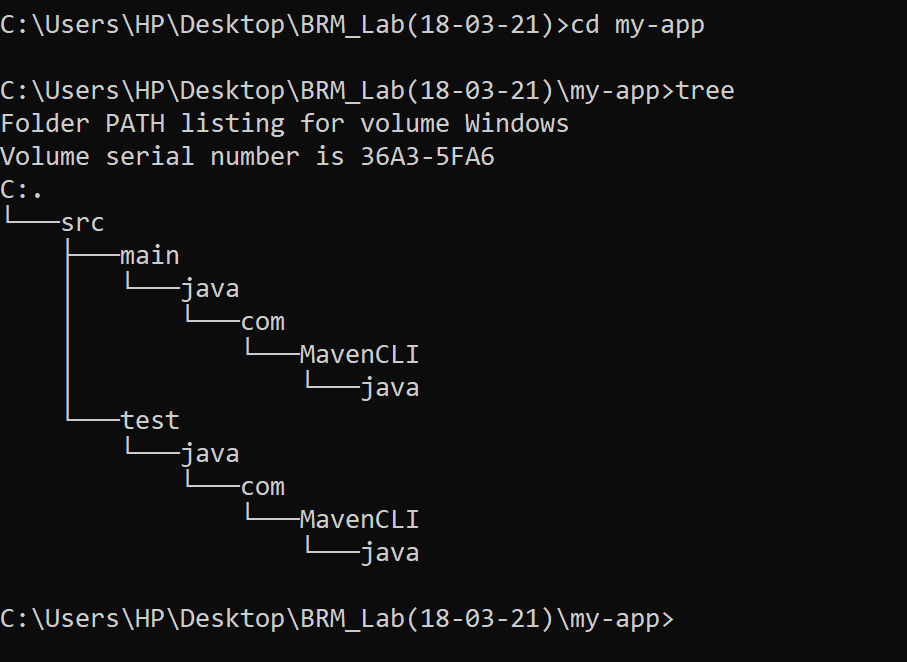 C:\Users\HP\Desktop\BRM_Lab(18-03-21)>cd my-app
C:\Users\HP\Desktop\BRM_Lab(18-03-21)\my-app>tree
Folder PATH listing for volume Windows
Volume serial number is 36A3-5FA6
C:.
└───src
    ├───main
    │   └───java
    │       └───com
    │           └───MavenCLI
    │               └───java
    └───test
        └───java
            └───com
                └───MavenCLI
                    └───java
C:\Users\HP\Desktop\BRM_Lab(18-03-21)\my-app>